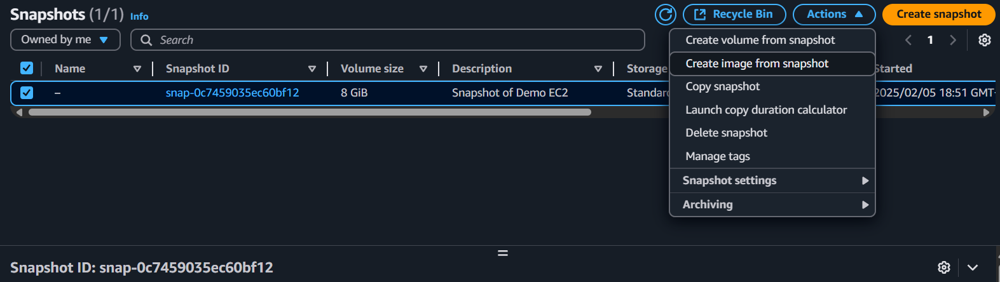 Snapshots (1/1) Info
Recycle Bin
Actions
Create snapshot
Owned by me
Search
1
Name
Snapshot ID
Volume size
Description
Storage
Started
–
snap-0c7459035ec60bf12
8 GiB
Snapshot of Demo EC2
Standard
2025/02/05 18:51 GMT
Create volume from snapshot
Create image from snapshot
Copy snapshot
Launch copy duration calculator
Delete snapshot
Manage tags
Snapshot settings
Archiving
Snapshot ID: snap-0c7459035ec60bf12